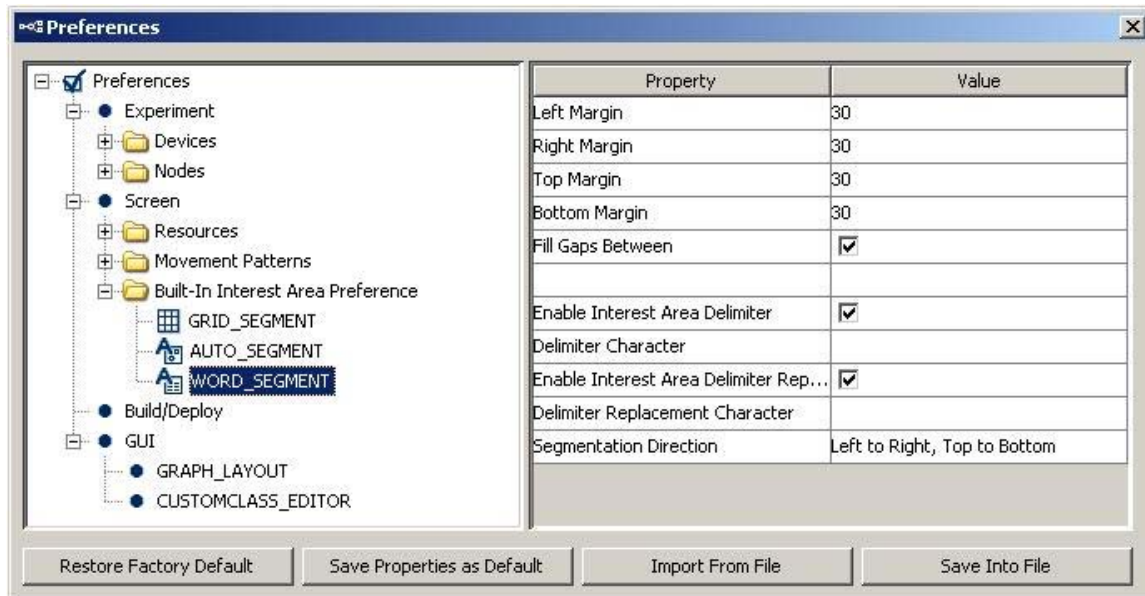 Preferences
Preferences
Experiment
Devices
Nodes
Screen
Resources
Movement Patterns
Built-In Interest Area Preference
GRID_SEGMENT
AUTO_SEGMENT
WORD_SEGMENT
Build/Deploy
GUI
GRAPH_LAYOUT
CUSTOMCLASS_EDITOR
Property Value
Left Margin 30
Right Margin 30
Top Margin 30
Bottom Margin 30
Fill Gaps Between
Enable Interest Area Delimiter
Delimiter Character
Enable Interest Area Delimiter Rep...
Delimiter Replacement Character
Segmentation Direction Left to Right, Top to Bottom
Restore Factory Default Save Properties as Default Import From File Save Into File